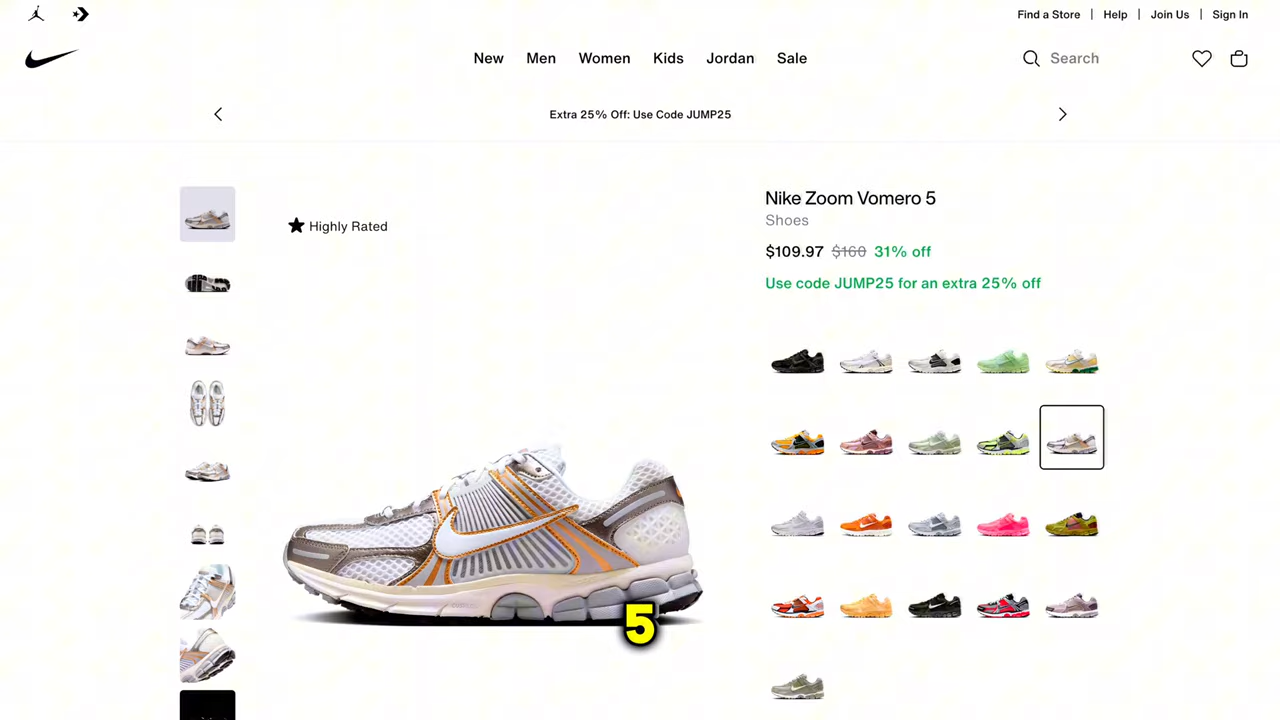 Find a Store | Help | Join Us | Sign In
New Men Women Kids Jordan Sale
Search
Extra 25% Off: Use Code JUMP25
Highly Rated
Nike Zoom Vomero 5
Shoes
$109.97 $160 31% off
Use code JUMP25 for an extra 25% off
5